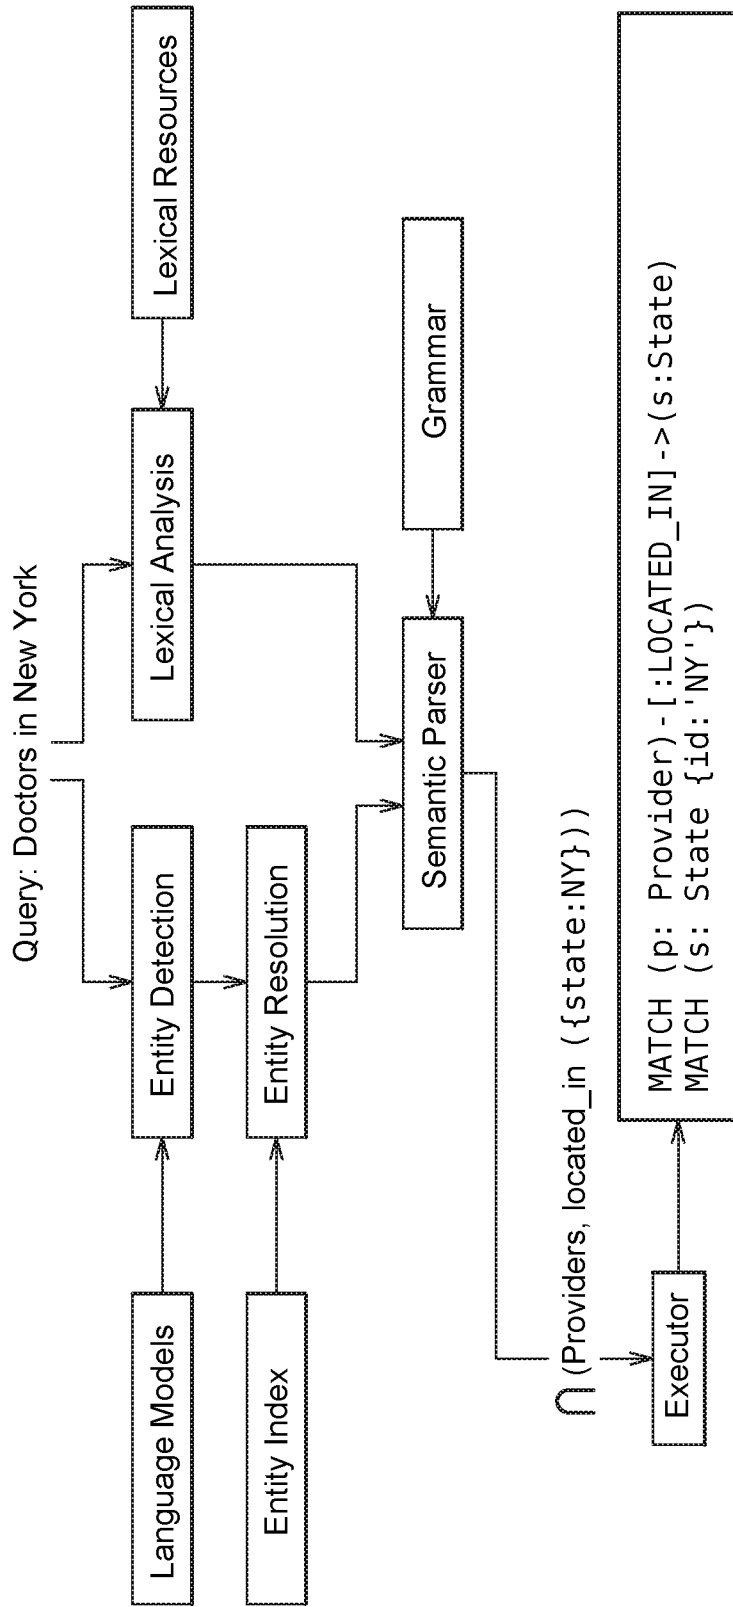 Query: Doctors in New York
Language Models
Entity Detection
Lexical Analysis
Lexical Resources
Entity Index
Entity Resolution
Semantic Parser
Grammar
⋂(Providers, located_in ({state:NY}))
Executor
MATCH (p: Provider)-[:LOCATED_IN]->(s:State)
MATCH (s: State {id:'NY'})